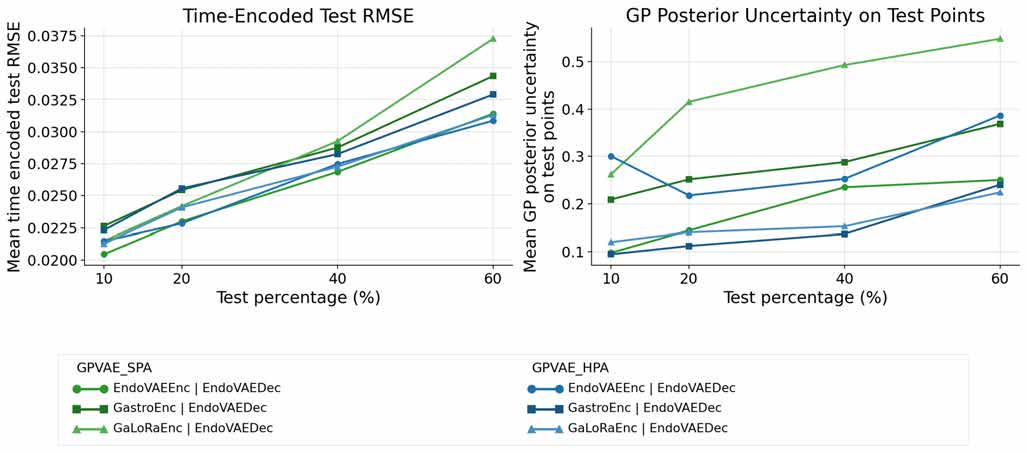 Time-Encoded Test RMSE
Mean time encoded test RMSE
0.0375
0.0350
0.0325
0.0300
0.0275
0.0250
0.0225
0.0200
10
20
40
60
Test percentage (%)
GP Posterior Uncertainty on Test Points
Mean GP posterior uncertainty
on test points
0.5
0.4
0.3
0.2
0.1
10
20
40
60
Test percentage (%)
GPVAE_SPA
EndoVAEEnc | EndoVAEDec
GastroEnc | EndoVAEDec
GaLoRaEnc | EndoVAEDec
GPVAE_HPA
EndoVAEEnc | EndoVAEDec
GastroEnc | EndoVAEDec
GaLoRaEnc | EndoVAEDec